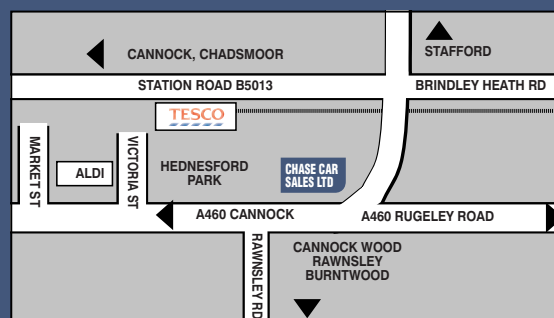 CANNOCK, CHADSMOOR
STAFFORD
STATION ROAD B5013
BRINDLEY HEATH RD
TESCO
MARKET ST
ALDI
VICTORIA ST
HEDNESFORD
PARK
CHASE CAR
SALES LTD
A460 CANNOCK
A460 RUGELEY ROAD
RAWNSLEY RD
CANNOCK WOOD
RAWNSLEY
BURNTWOOD